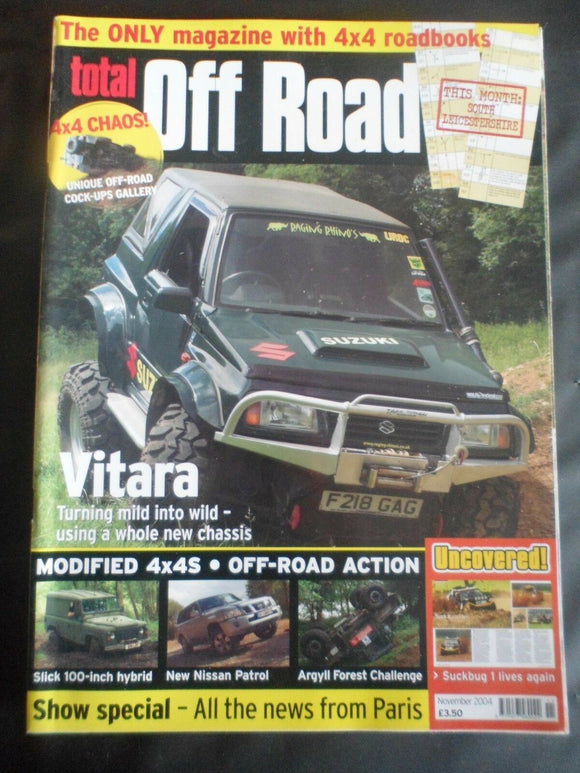 The ONLY magazine with 4x4 roadbooks
total Off Road
THIS MONTH:
SOUTH
LEICESTERSHIRE
4x4 CHAOS!
UNIQUE OFF-ROAD
COCK-UPS GALLERY
RAGING RHINO'S
UROC
SUZUKI
SUZ
F218 GAG
Vitara
Turning mild into wild –
using a whole new chassis
MODIFIED 4x4S • OFF-ROAD ACTION
Uncovered!
Slick 100-inch hybrid
New Nissan Patrol
Argyll Forest Challenge
> Suckbug 1 lives again
Show special – All the news from Paris
November 2004
£3.50